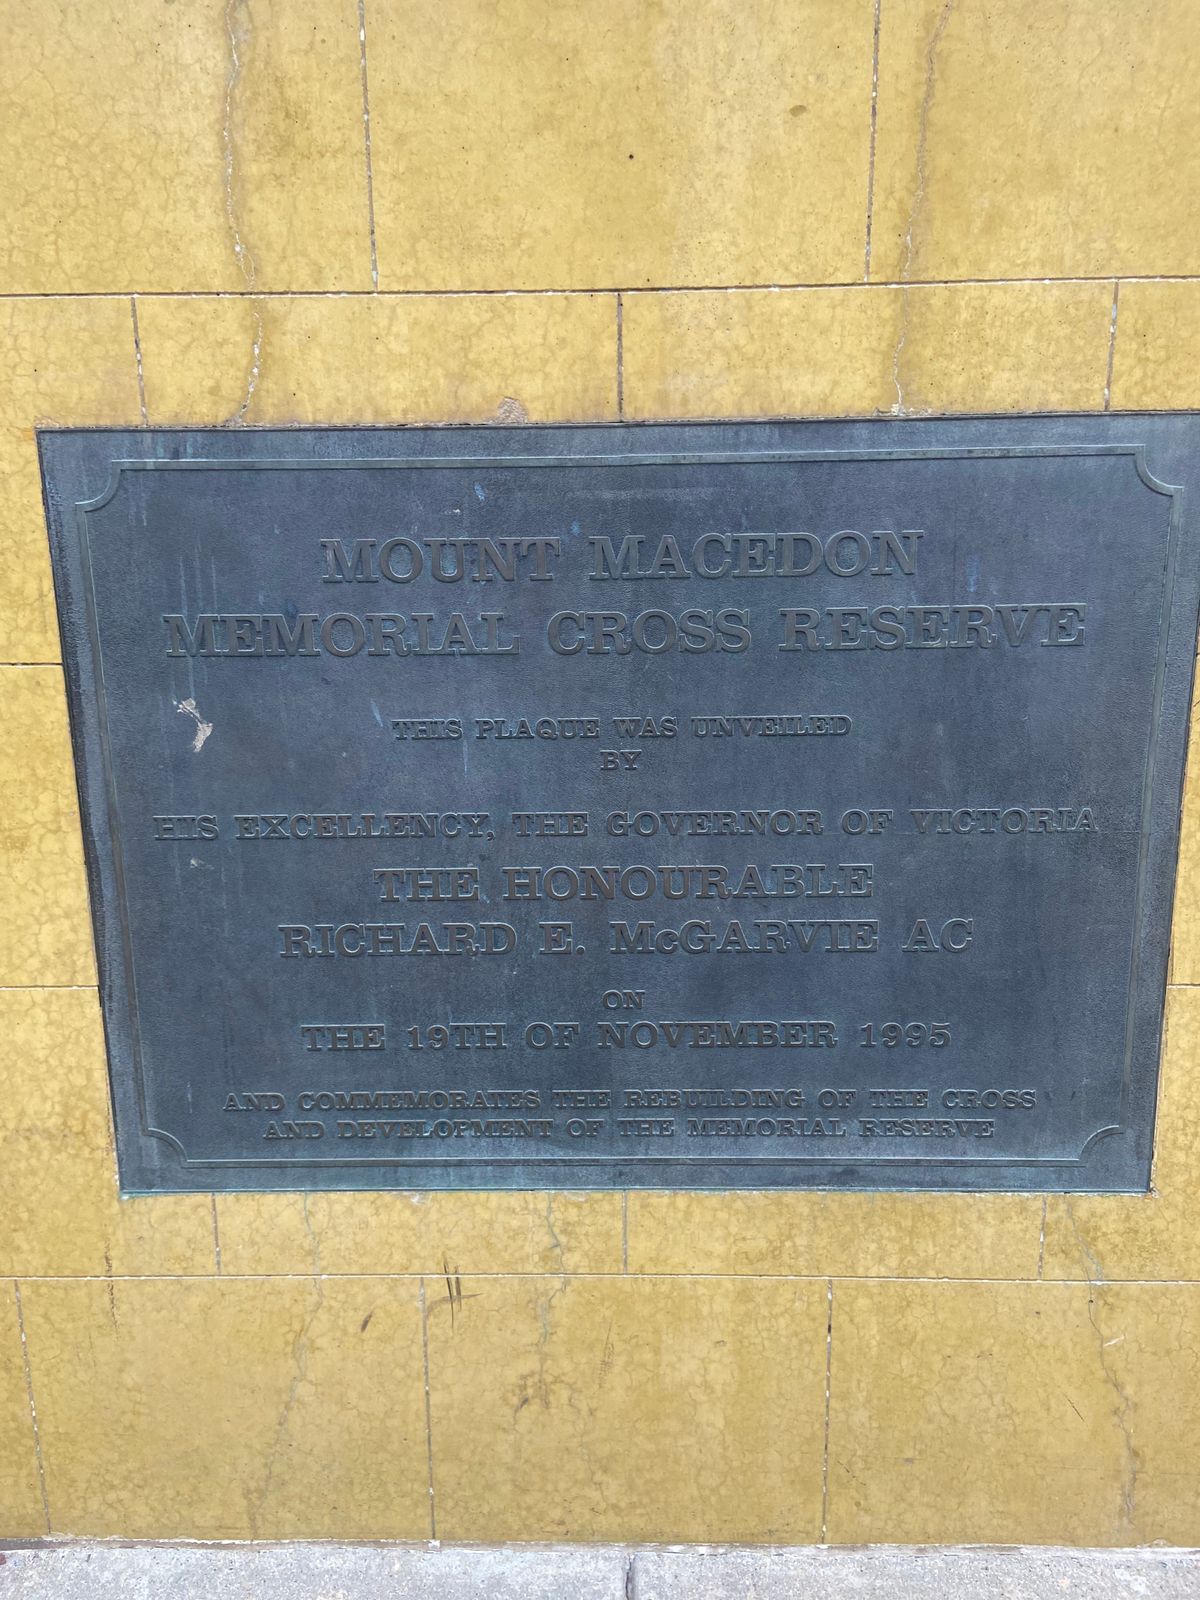 MOUNT MACEDON
MEMORIAL CROSS RESERVE
THIS PLAQUE WAS UNVEILED
BY
HIS EXCELLENCY, THE GOVERNOR OF VICTORIA
THE HONOURABLE
RICHARD E. McGARVIE AC
ON
THE 19TH OF NOVEMBER 1995
AND COMMEMORATES THE REBUILDING OF THE CROSS
AND DEVELOPMENT OF THE MEMORIAL RESERVE